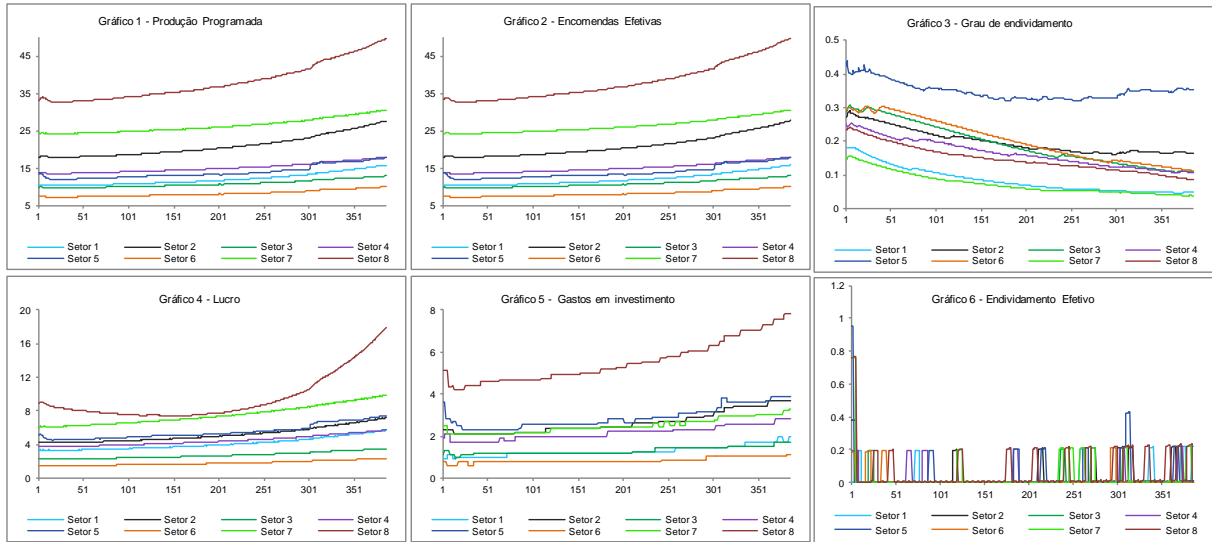 Gráfico 1 - Produção Programada
45
35
25
15
5
1 51 101 151 201 251 301 351
Setor 1 Setor 2 Setor 3 Setor 4
Setor 5 Setor 6 Setor 7 Setor 8
Gráfico 2 - Encomendas Efetivas
45
35
25
15
5
1 51 101 151 201 251 301 351
Setor 1 Setor 2 Setor 3 Setor 4
Setor 5 Setor 6 Setor 7 Setor 8
Gráfico 3 - Grau de endividamento
0.5
0.4
0.3
0.2
0.1
0
1 51 101 151 201 251 301 351
Setor 1 Setor 2 Setor 3 Setor 4
Setor 5 Setor 6 Setor 7 Setor 8
Gráfico 4 - Lucro
20
16
12
8
4
0
1 51 101 151 201 251 301 351
Setor 1 Setor 2 Setor 3 Setor 4
Setor 5 Setor 6 Setor 7 Setor 8
Gráfico 5 - Gastos em investimento
8
6
4
2
0
1 51 101 151 201 251 301 351
Setor 1 Setor 2 Setor 3 Setor 4
Setor 5 Setor 6 Setor 7 Setor 8
Gráfico 6 - Endividamento Efetivo
1.2
1
0.8
0.6
0.4
0.2
0
1 51 101 151 201 251 301 351
Setor 1 Setor 2 Setor 3 Setor 4
Setor 5 Setor 6 Setor 7 Setor 8